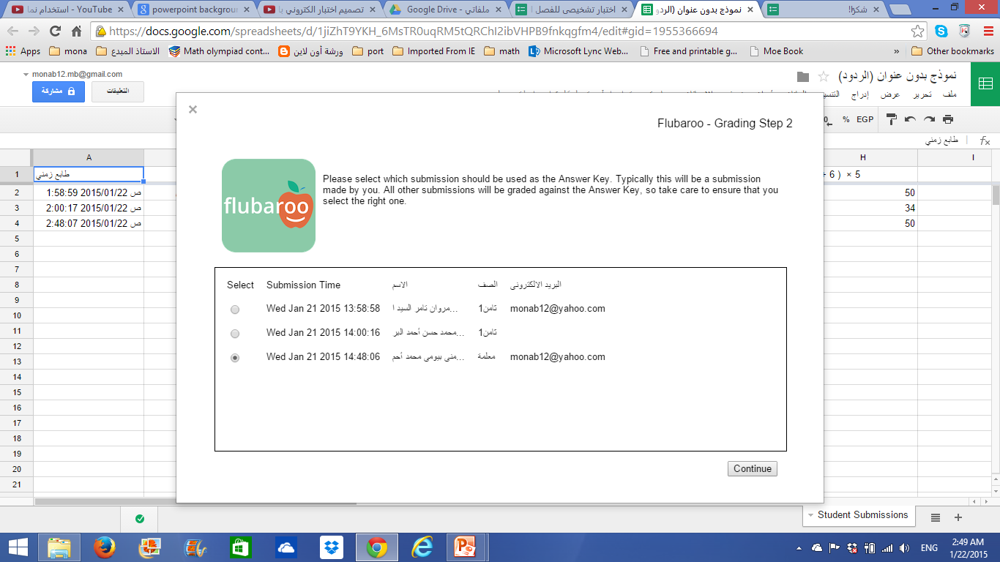 استخدام نما - YouTube
powerpoint backgroun
تصميم اختبار الكتروني با
ملفاتي - Google Drive
اختبار تشخيصي للفصل ا
نموذج بدون عنوان (الردو
شكرًا!
https://docs.google.com/spreadsheets/d/1jiZhT9YKH_6MsTR0uqRM5tQRChI2ibVHPB9fnkqgfm4/edit#gid=1955366694
Apps mona الاستاذ المبدع Math olympiad cont... ورشة أون لاين port Imported From IE math Microsoft Lync Web... Free and printable g... Moe Book » Other bookmarks
monab12.mb@gmail.com
نموذج بدون عنوان (الردود)
مشاركة
التعليقات
ملف تحرير عرض إدراج
% EGP
طابع زمني
fx
A H I
1 طابع زمني + 6 ) × 5
2 1:58:59 2015/01/22 ص 50
3 2:00:17 2015/01/22 ص 34
4 2:48:07 2015/01/22 ص 50
5
6
7
8
9
10
11
12
13
14
15
16
17
18
19
20
21
×
Flubaroo - Grading Step 2
flubaroo
Please select which submission should be used as the Answer Key. Typically this will be a submission
made by you. All other submissions will be graded against the Answer Key, so take care to ensure that you
select the right one.
Select Submission Time الاسم الصف البريد الالكتروني
Wed Jan 21 2015 13:58:58 مروان تامر السيد ا... ثامن1 monab12@yahoo.com
Wed Jan 21 2015 14:00:16 محمد حسن أحمد البر... ثامن1
Wed Jan 21 2015 14:48:06 منى بيومى محمد أحم... معلمة monab12@yahoo.com
Continue
Student Submissions
ENG
2:49 AM
1/22/2015